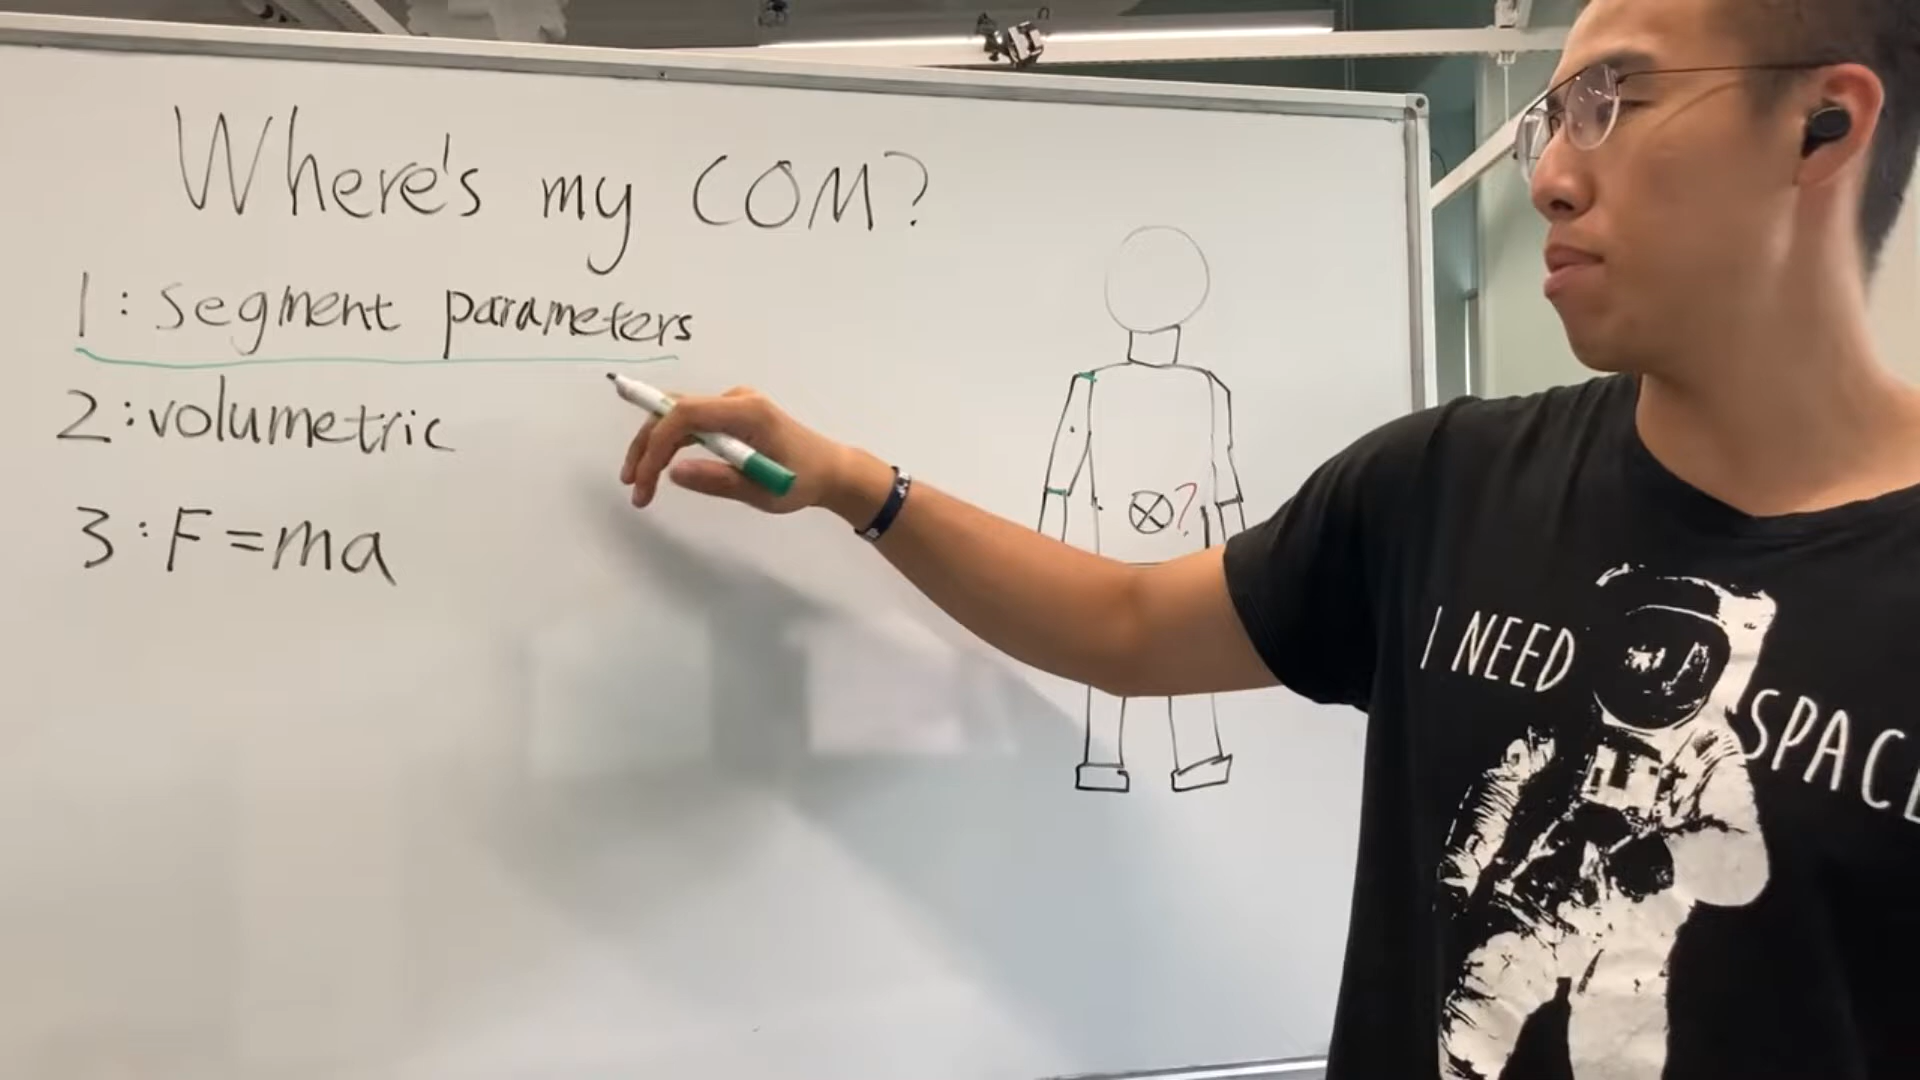 Where's my COM?
1: segment parameters
2: volumetric
3: F=ma
?
I NEED
SPACE